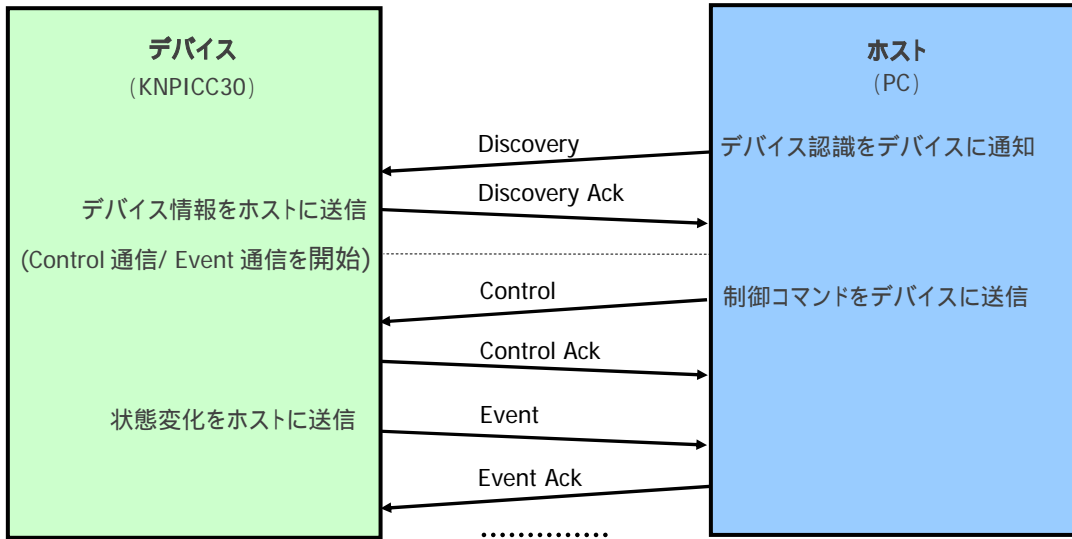 デバイス
(KNPICC30)
ホスト
(PC)
Discovery
デバイス認識をデバイスに通知
デバイス情報をホストに送信
Discovery Ack
(Control 通信/ Event 通信を開始)
Control
制御コマンドをデバイスに送信
Control Ack
状態変化をホストに送信
Event
Event Ack
..............